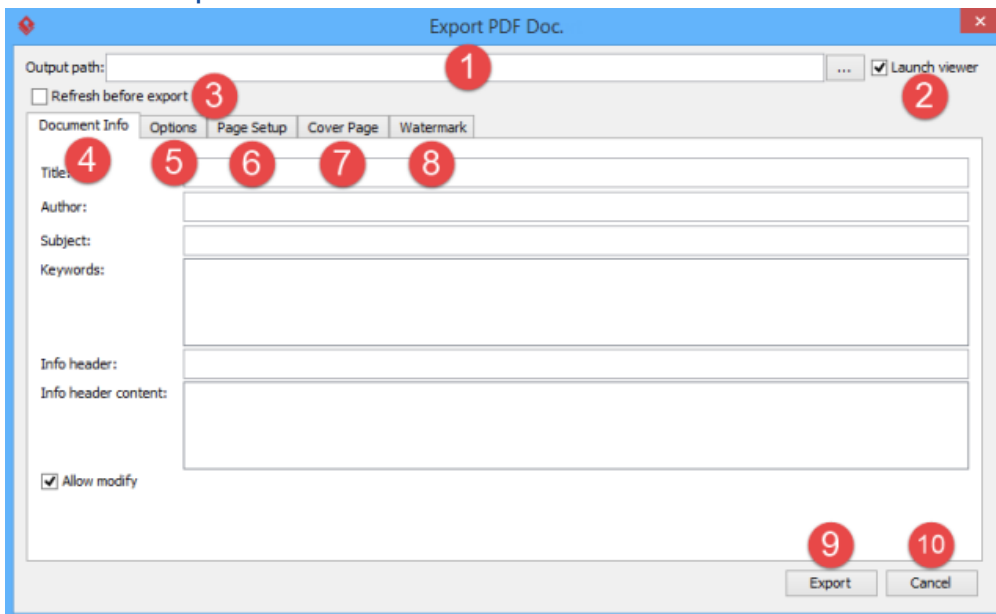 Export PDF Doc.
×
Output path: 1 ... Launch viewer
2
Refresh before export 3
Document Info Options Page Setup Cover Page Watermark
4 5 6 7 8
Title:
Author:
Subject:
Keywords:
Info header:
Info header content:
Allow modify
9 10
Export Cancel